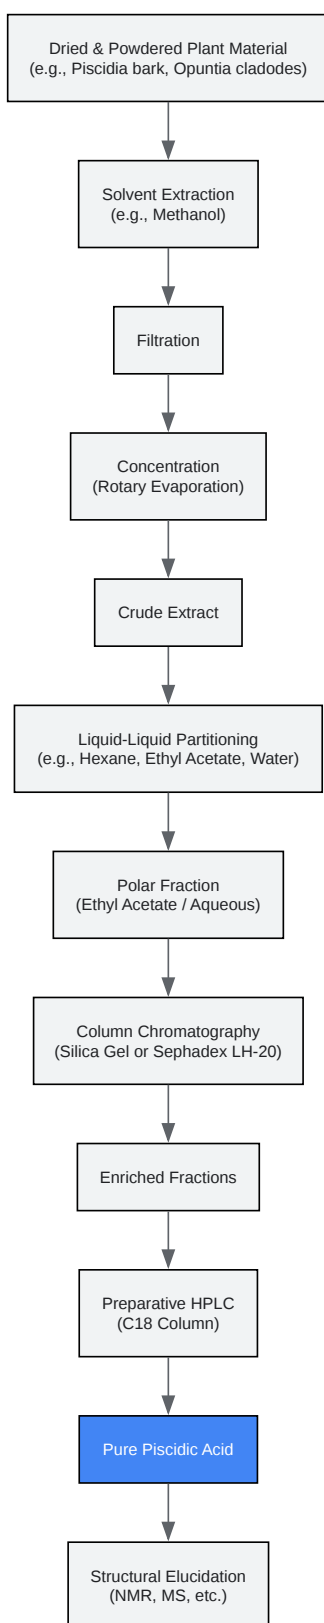 Dried & Powdered Plant Material
(e.g., Piscidia bark, Opuntia cladodes)
Solvent Extraction
(e.g., Methanol)
Filtration
Concentration
(Rotary Evaporation)
Crude Extract
Liquid-Liquid Partitioning
(e.g., Hexane, Ethyl Acetate, Water)
Polar Fraction
(Ethyl Acetate / Aqueous)
Column Chromatography
(Silica Gel or Sephadex LH-20)
Enriched Fractions
Preparative HPLC
(C18 Column)
Pure Piscidic Acid
Structural Elucidation
(NMR, MS, etc.)